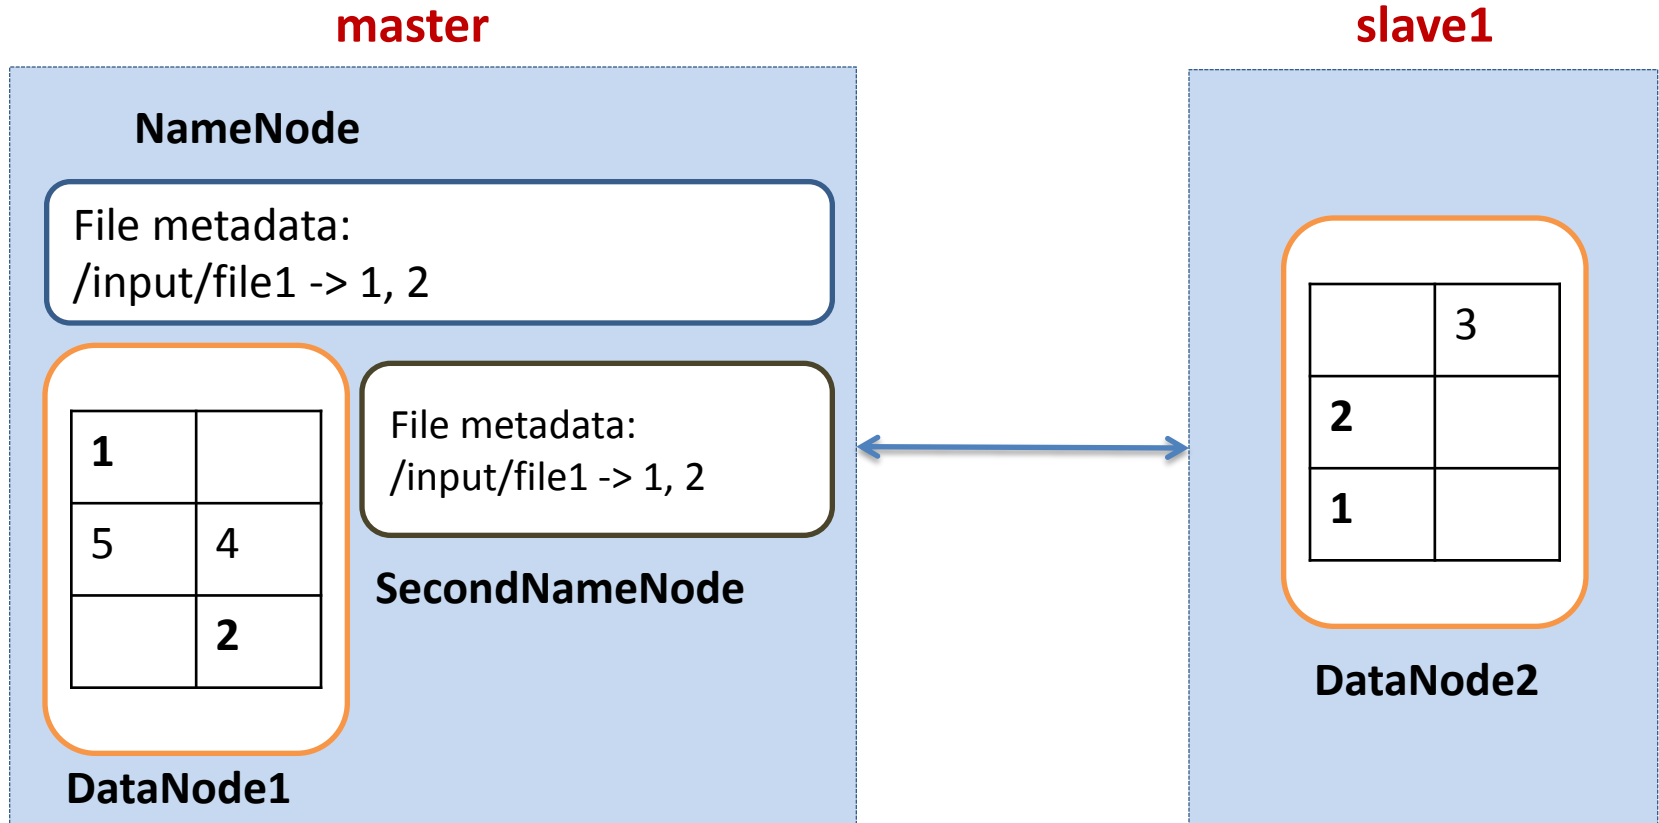 master
slave1
NameNode
File metadata:
/input/file1 -> 1, 2
1
5 4
2
DataNode1
File metadata:
/input/file1 -> 1, 2
SecondNameNode
3
2
1
DataNode2